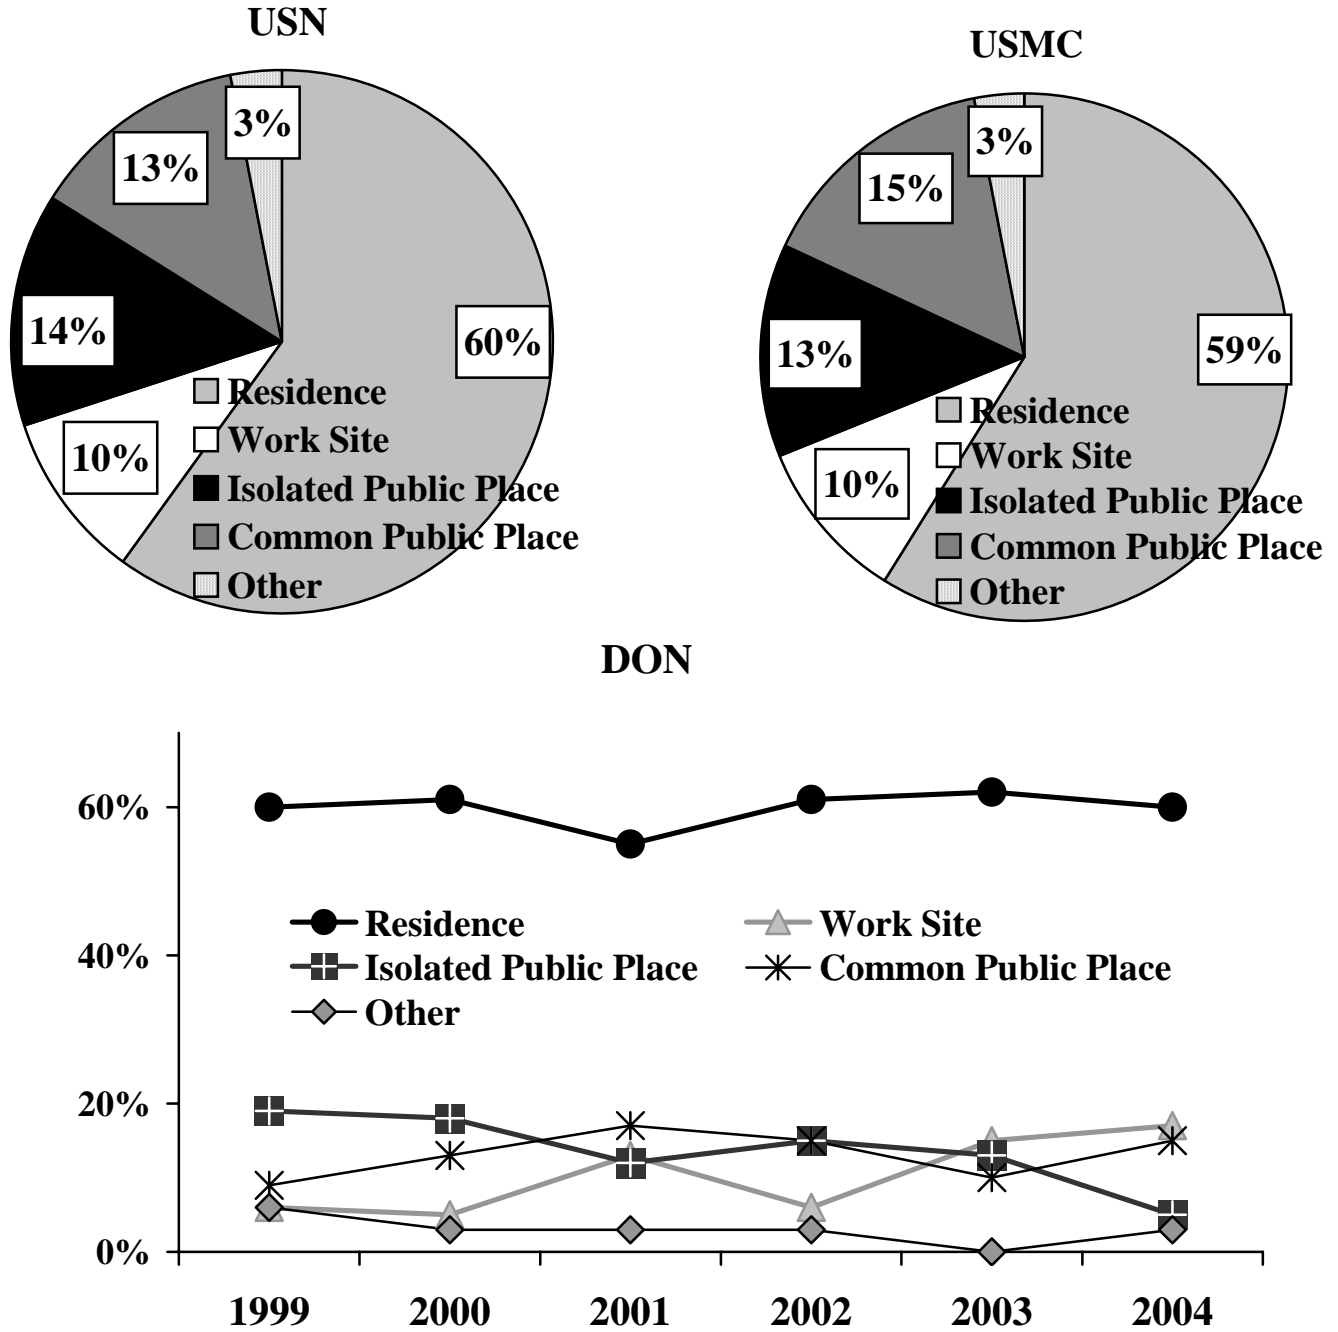 USN
3%
13%
14%
60%
10%
Residence
Work Site
Isolated Public Place
Common Public Place
Other
USMC
3%
15%
13%
59%
10%
Residence
Work Site
Isolated Public Place
Common Public Place
Other
DON
60%
40%
20%
0%
Residence
Work Site
Isolated Public Place
Common Public Place
Other
1999 2000 2001 2002 2003 2004